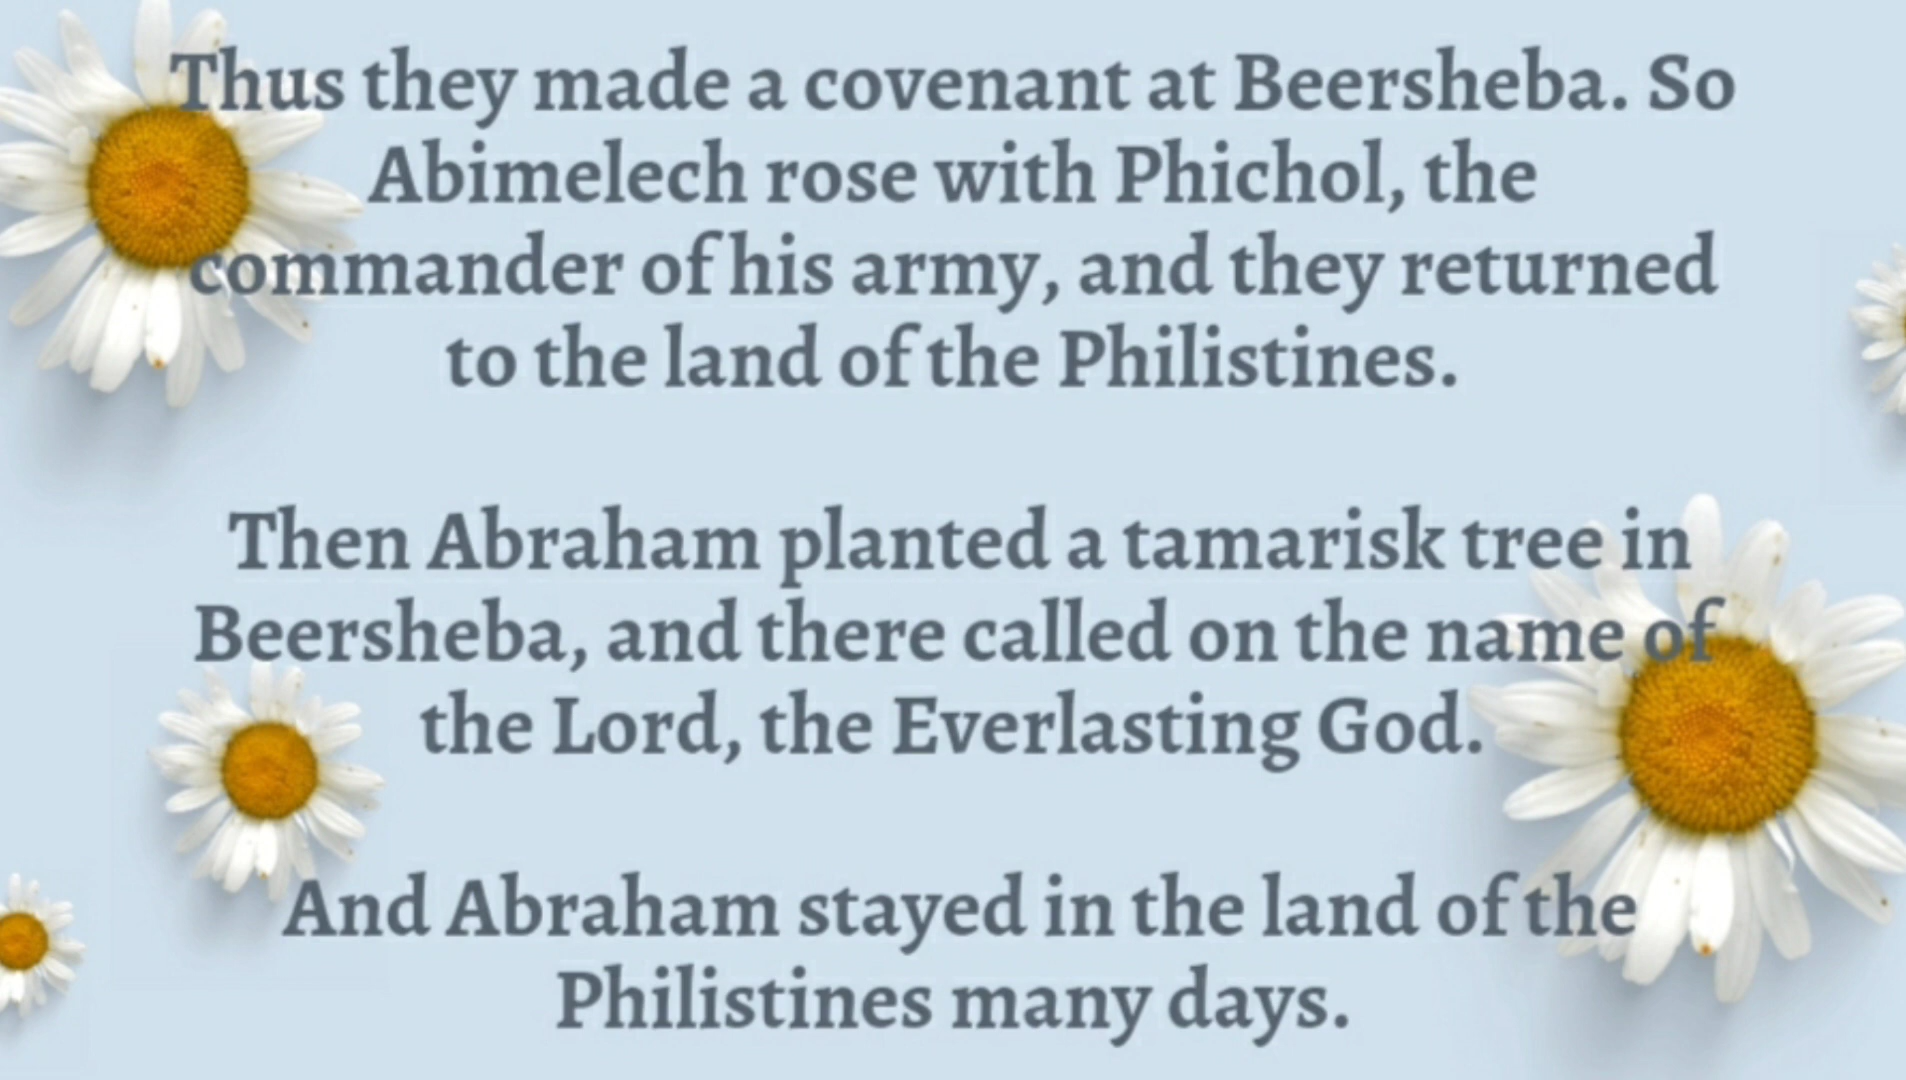 Thus they made a covenant at Beersheba. So
Abimelech rose with Phichol, the
commander of his army, and they returned
to the land of the Philistines.
Then Abraham planted a tamarisk tree in
Beersheba, and there called on the name of
the Lord, the Everlasting God.
And Abraham stayed in the land of the
Philistines many days.